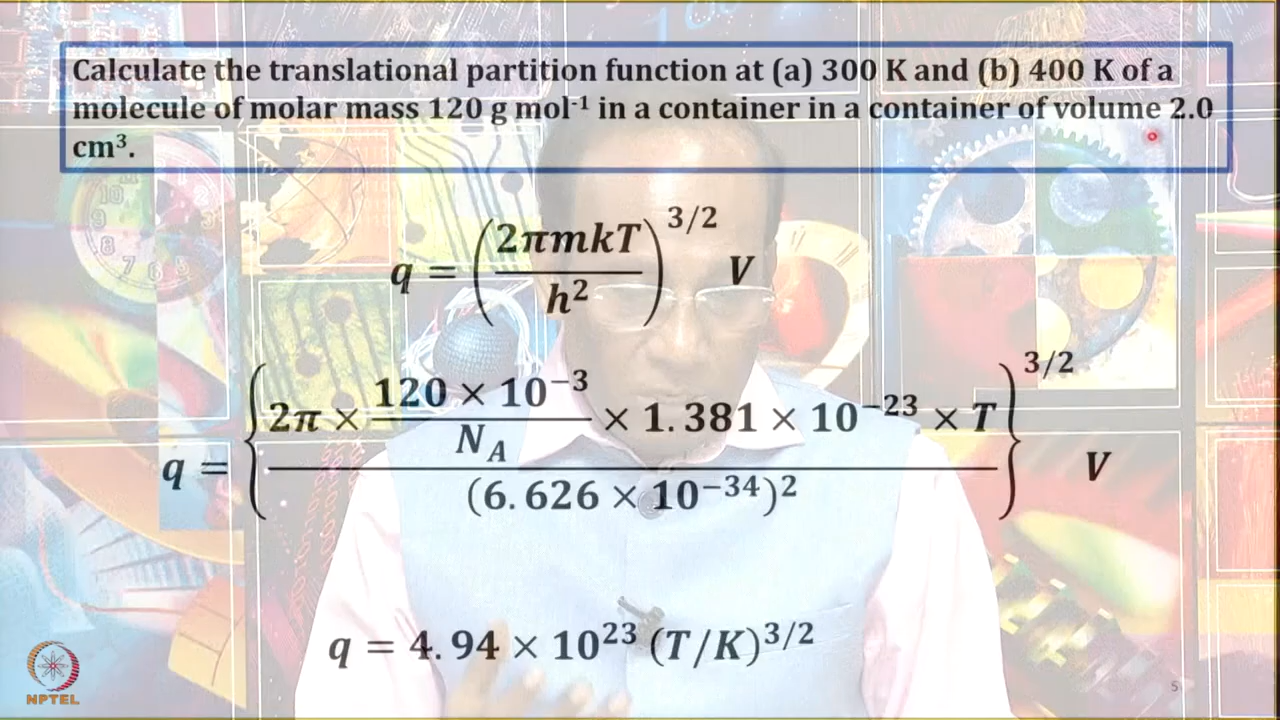 Calculate the translational partition function at (a) 300 K and (b) 400 K of a
molecule of molar mass 120 g mol⁻¹ in a container in a container of volume 2.0
cm³.
q = (2πmkT / h²)^3/2 V
q = {2π × 120 × 10⁻³ / N_A × 1.381 × 10⁻²³ × T / (6.626 × 10⁻³⁴)²}^3/2 V
q = 4.94 × 10²³ (T/K)^3/2
NPTEL
5